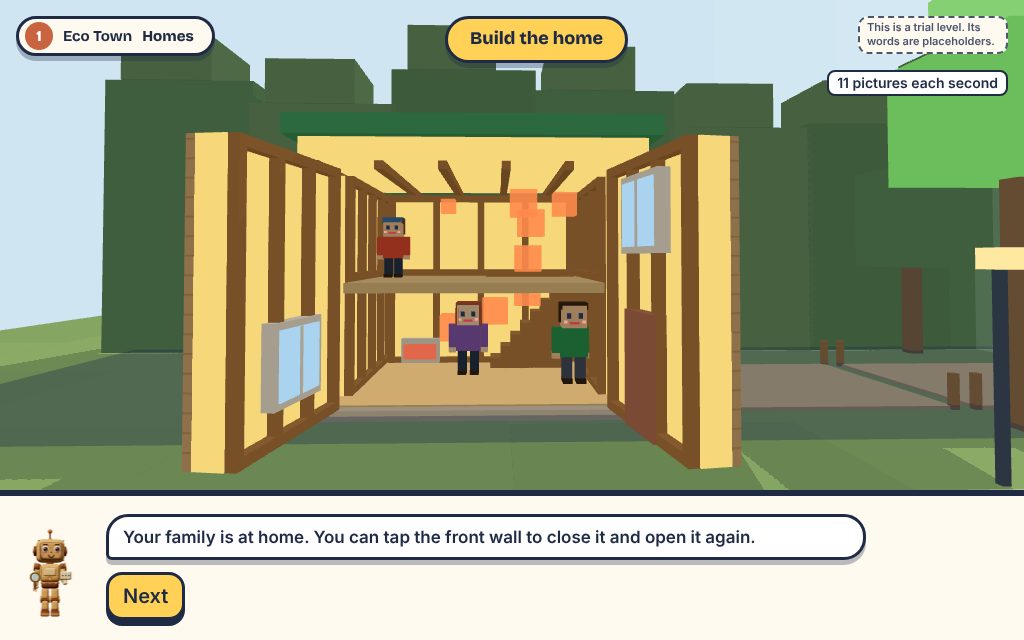 1 Eco Town Homes
Build the home
This is a trial level. Its
words are placeholders.
11 pictures each second
Your family is at home. You can tap the front wall to close it and open it again.
Next